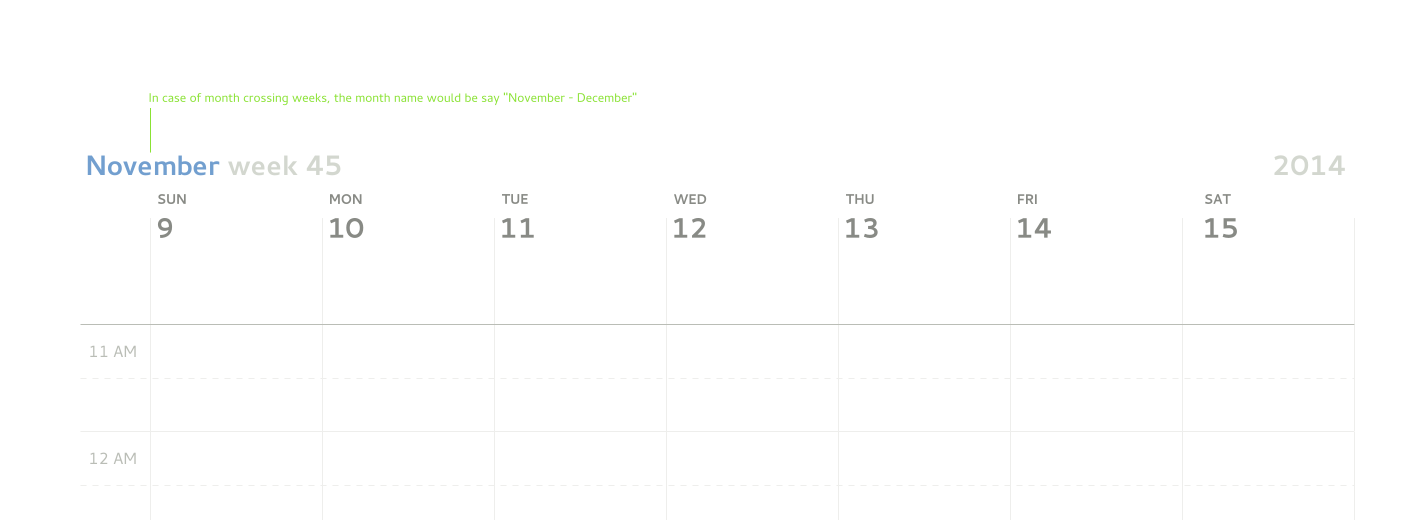 In case of month crossing weeks, the month name would be say "November - December"
November week 45 2014
SUN MON TUE WED THU FRI SAT
9 10 11 12 13 14 15
11 AM
12 AM